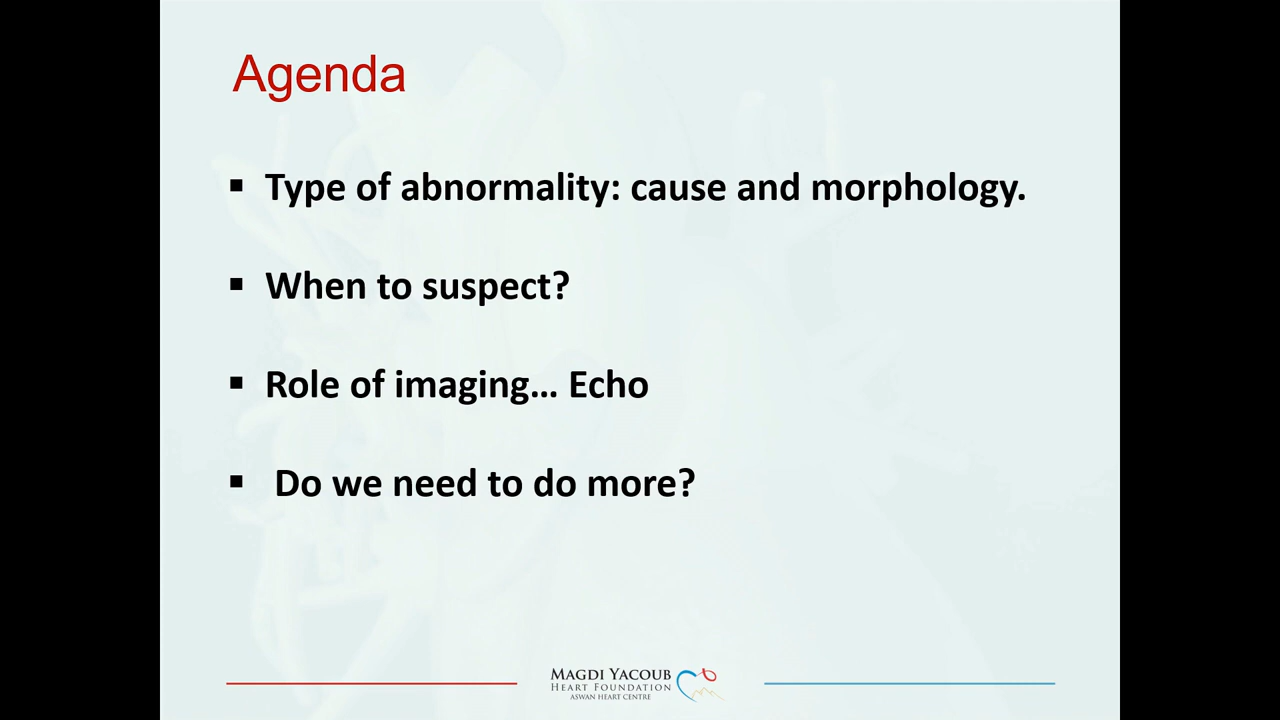 Agenda
▪ Type of abnormality: cause and morphology.
▪ When to suspect?
▪ Role of imaging… Echo
▪ Do we need to do more?
MAGDI YACOUB
HEART FOUNDATION
ASWAN HEART CENTRE